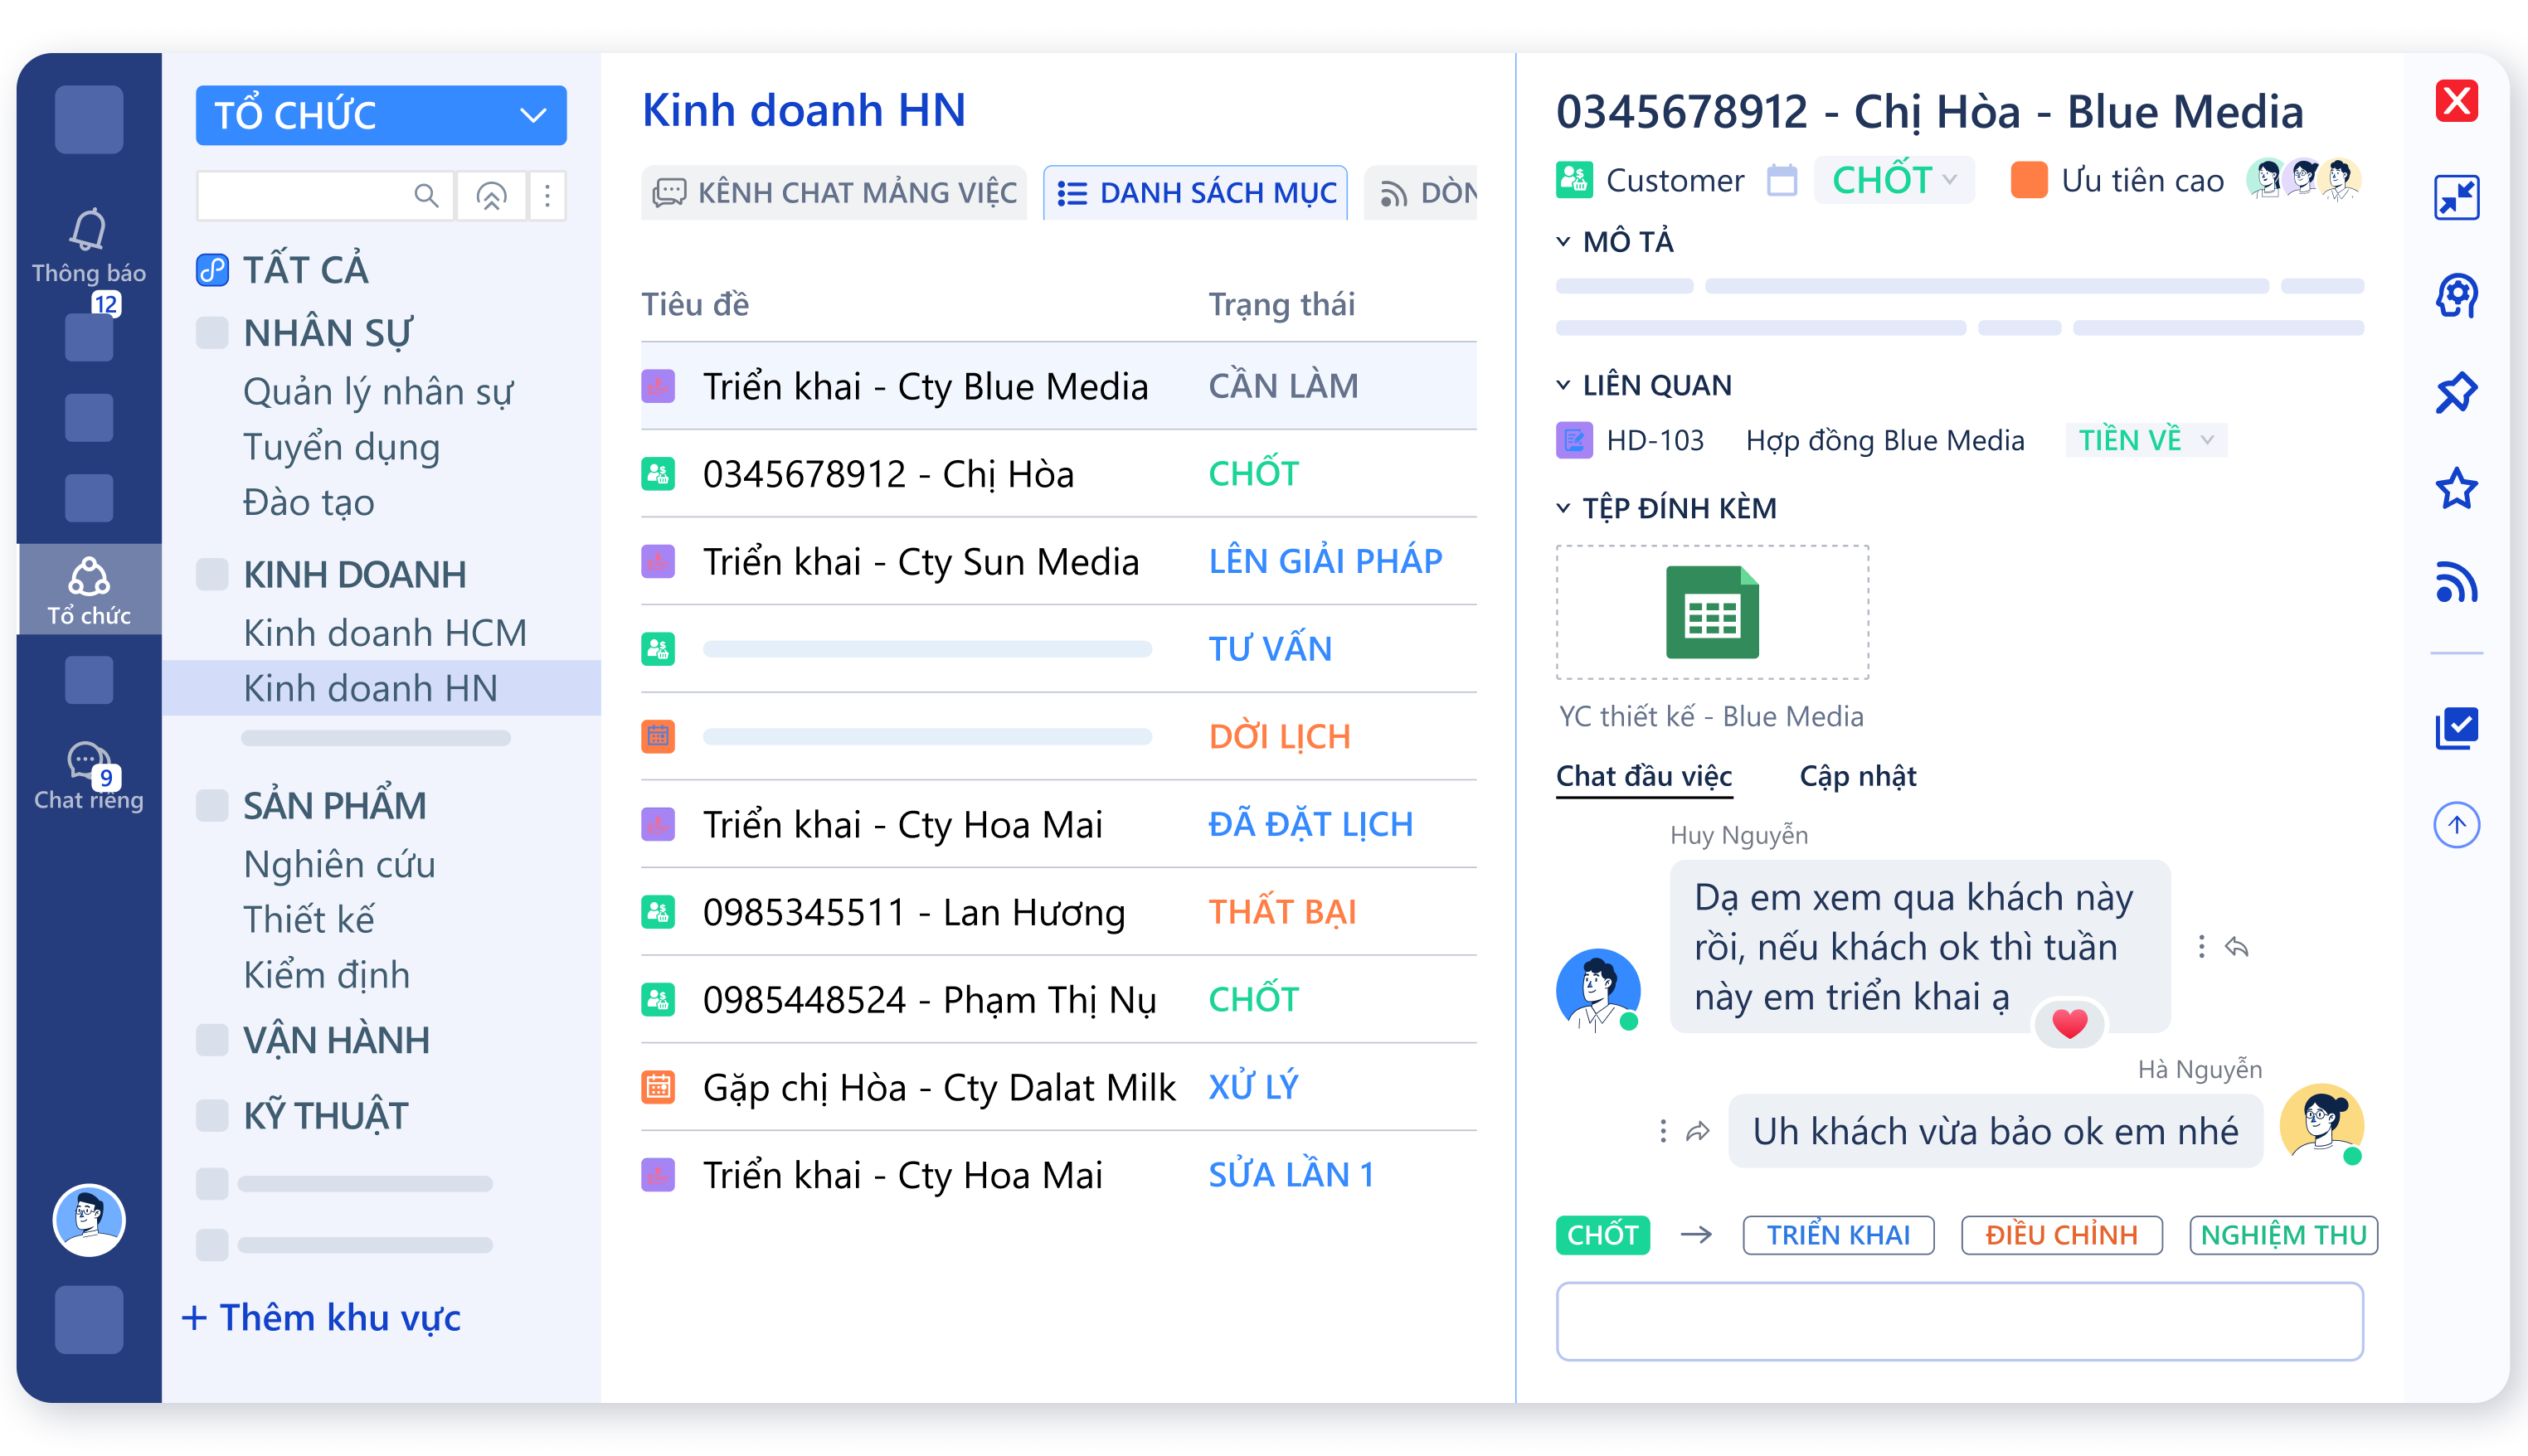 Thông báo
12
Tổ chức
9
Chat riêng
TỔ CHỨC
TẤT CẢ
NHÂN SỰ
Quản lý nhân sự
Tuyển dụng
Đào tạo
KINH DOANH
Kinh doanh HCM
Kinh doanh HN
SẢN PHẨM
Nghiên cứu
Thiết kế
Kiểm định
VẬN HÀNH
KỸ THUẬT
+ Thêm khu vực
Kinh doanh HN
KÊNH CHAT MẢNG VIỆC
DANH SÁCH MỤC
DÒN
Tiêu đề Trạng thái
Triển khai - Cty Blue Media CẦN LÀM
0345678912 - Chị Hòa CHỐT
Triển khai - Cty Sun Media LÊN GIẢI PHÁP
TƯ VẤN
DỜI LỊCH
Triển khai - Cty Hoa Mai ĐÃ ĐẶT LỊCH
0985345511 - Lan Hương THẤT BẠI
0985448524 - Phạm Thị Nụ CHỐT
Gặp chị Hòa - Cty Dalat Milk XỬ LÝ
Triển khai - Cty Hoa Mai SỬA LẦN 1
0345678912 - Chị Hòa - Blue Media
Customer CHỐT Ưu tiên cao
MÔ TẢ
LIÊN QUAN
HD-103 Hợp đồng Blue Media TIỀN VỀ
TỆP ĐÍNH KÈM
YC thiết kế - Blue Media
Chat đầu việc Cập nhật
Huy Nguyễn
Dạ em xem qua khách này
rồi, nếu khách ok thì tuần
này em triển khai ạ
Hà Nguyễn
Uh khách vừa bảo ok em nhé
CHỐT → TRIỂN KHAI ĐIỀU CHỈNH NGHIỆM THU